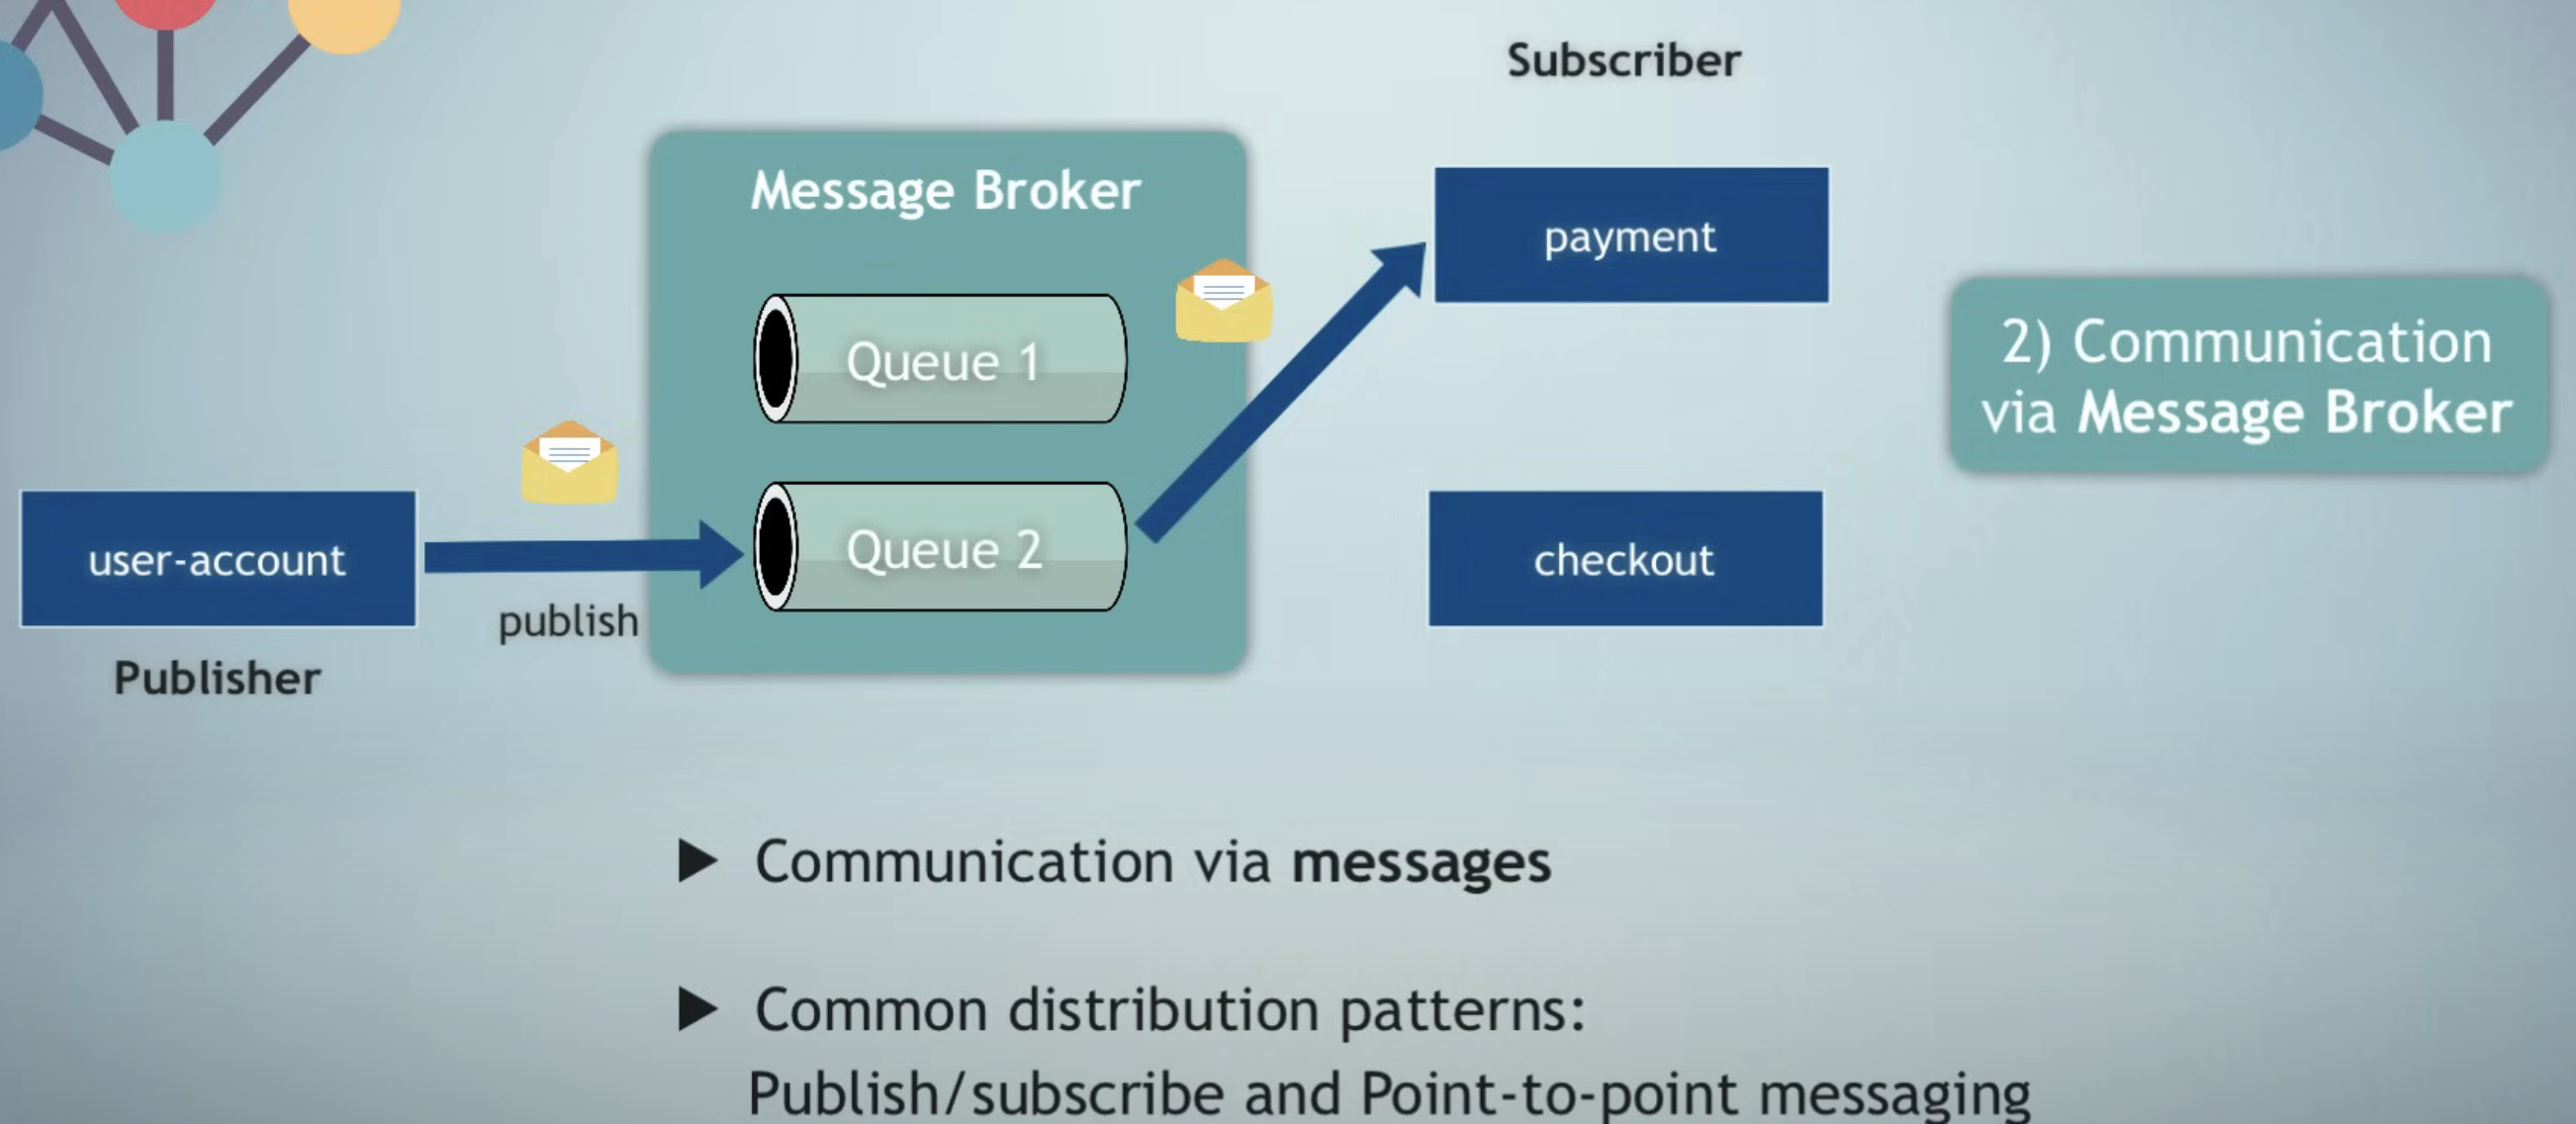 Subscriber
Message Broker
payment
Queue 1
2) Communication
via Message Broker
user-account
Queue 2
checkout
publish
Publisher
Communication via messages
Common distribution patterns:
Publish/subscribe and Point-to-point messaging